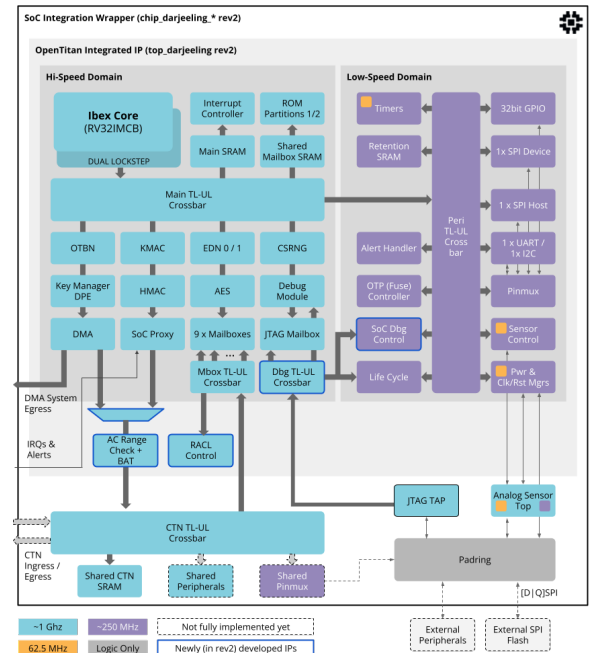 SoC Integration Wrapper (chip_darjeeling_* rev2)
OpenTitan Integrated IP (top_darjeeling rev2)
Hi-Speed Domain
Low-Speed Domain
Ibex Core
(RV32IMCB)
DUAL LOCKSTEP
Interrupt
Controller
ROM
Partitions 1/2
Main SRAM
Shared
Mailbox SRAM
Main TL-UL
Crossbar
OTBN
KMAC
EDN 0 / 1
CSRNG
Key Manager
DPE
HMAC
AES
Debug
Module
DMA
SoC Proxy
9 x Mailboxes
JTAG Mailbox
...
Mbox TL-UL
Crossbar
Dbg TL-UL
Crossbar
Timers
32bit GPIO
Retention
SRAM
1x SPI Device
1 x SPI Host
Peri
TL-UL
Cross
bar
Alert Handler
1 x UART /
1x I2C
OTP (Fuse)
Controller
Pinmux
SoC Dbg
Control
Sensor
Control
Life Cycle
Pwr &
Clk/Rst Mgrs
DMA System
Egress
IRQs &
Alerts
AC Range
Check +
BAT
RACL
Control
JTAG TAP
Analog Sensor
Top
CTN TL-UL
Crossbar
CTN
Ingress /
Egress
Shared CTN
SRAM
Shared
Peripherals
Shared
Pinmux
Padring
[D|Q]SPI
~1 Ghz
~250 MHz
Not fully implemented yet
62.5 MHz
Logic Only
Newly (in rev2) developed IPs
External
Peripherals
External SPI
Flash